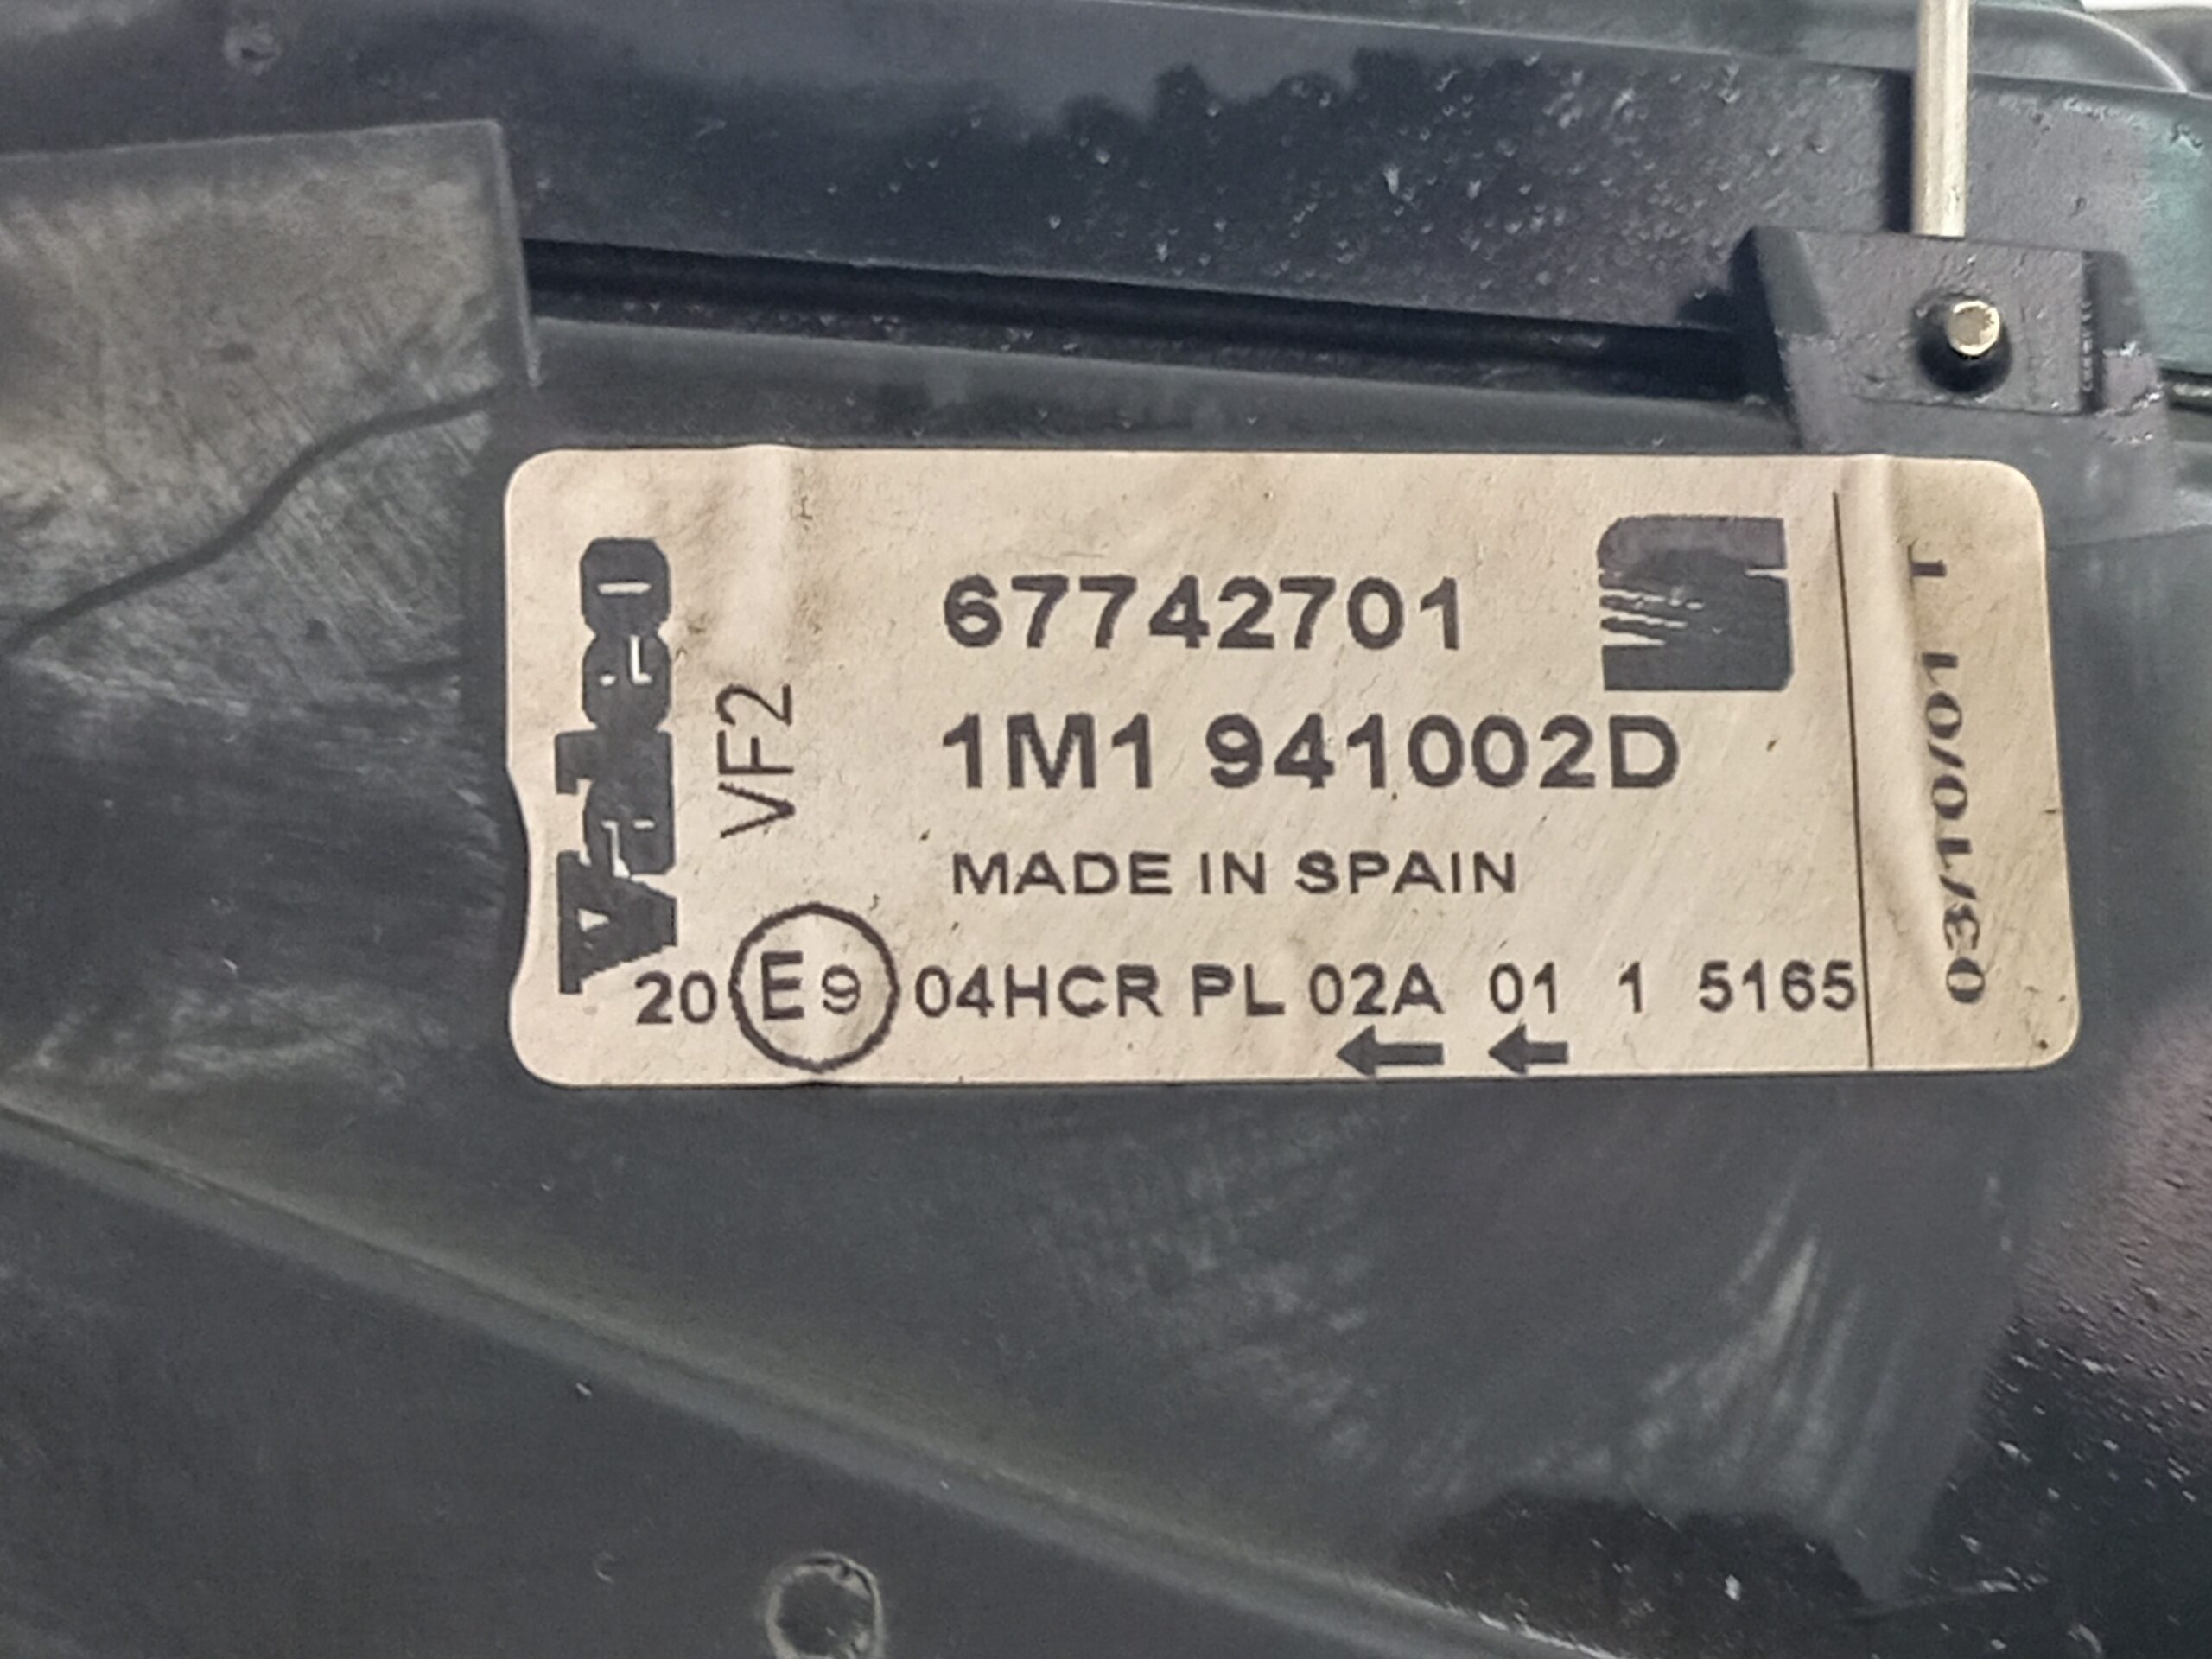 Valeo
VF2
67742701
1M1 941002D
MADE IN SPAIN
20 E9 04HCR PL 02A 01 1 5165
← ←
03/10/01 T